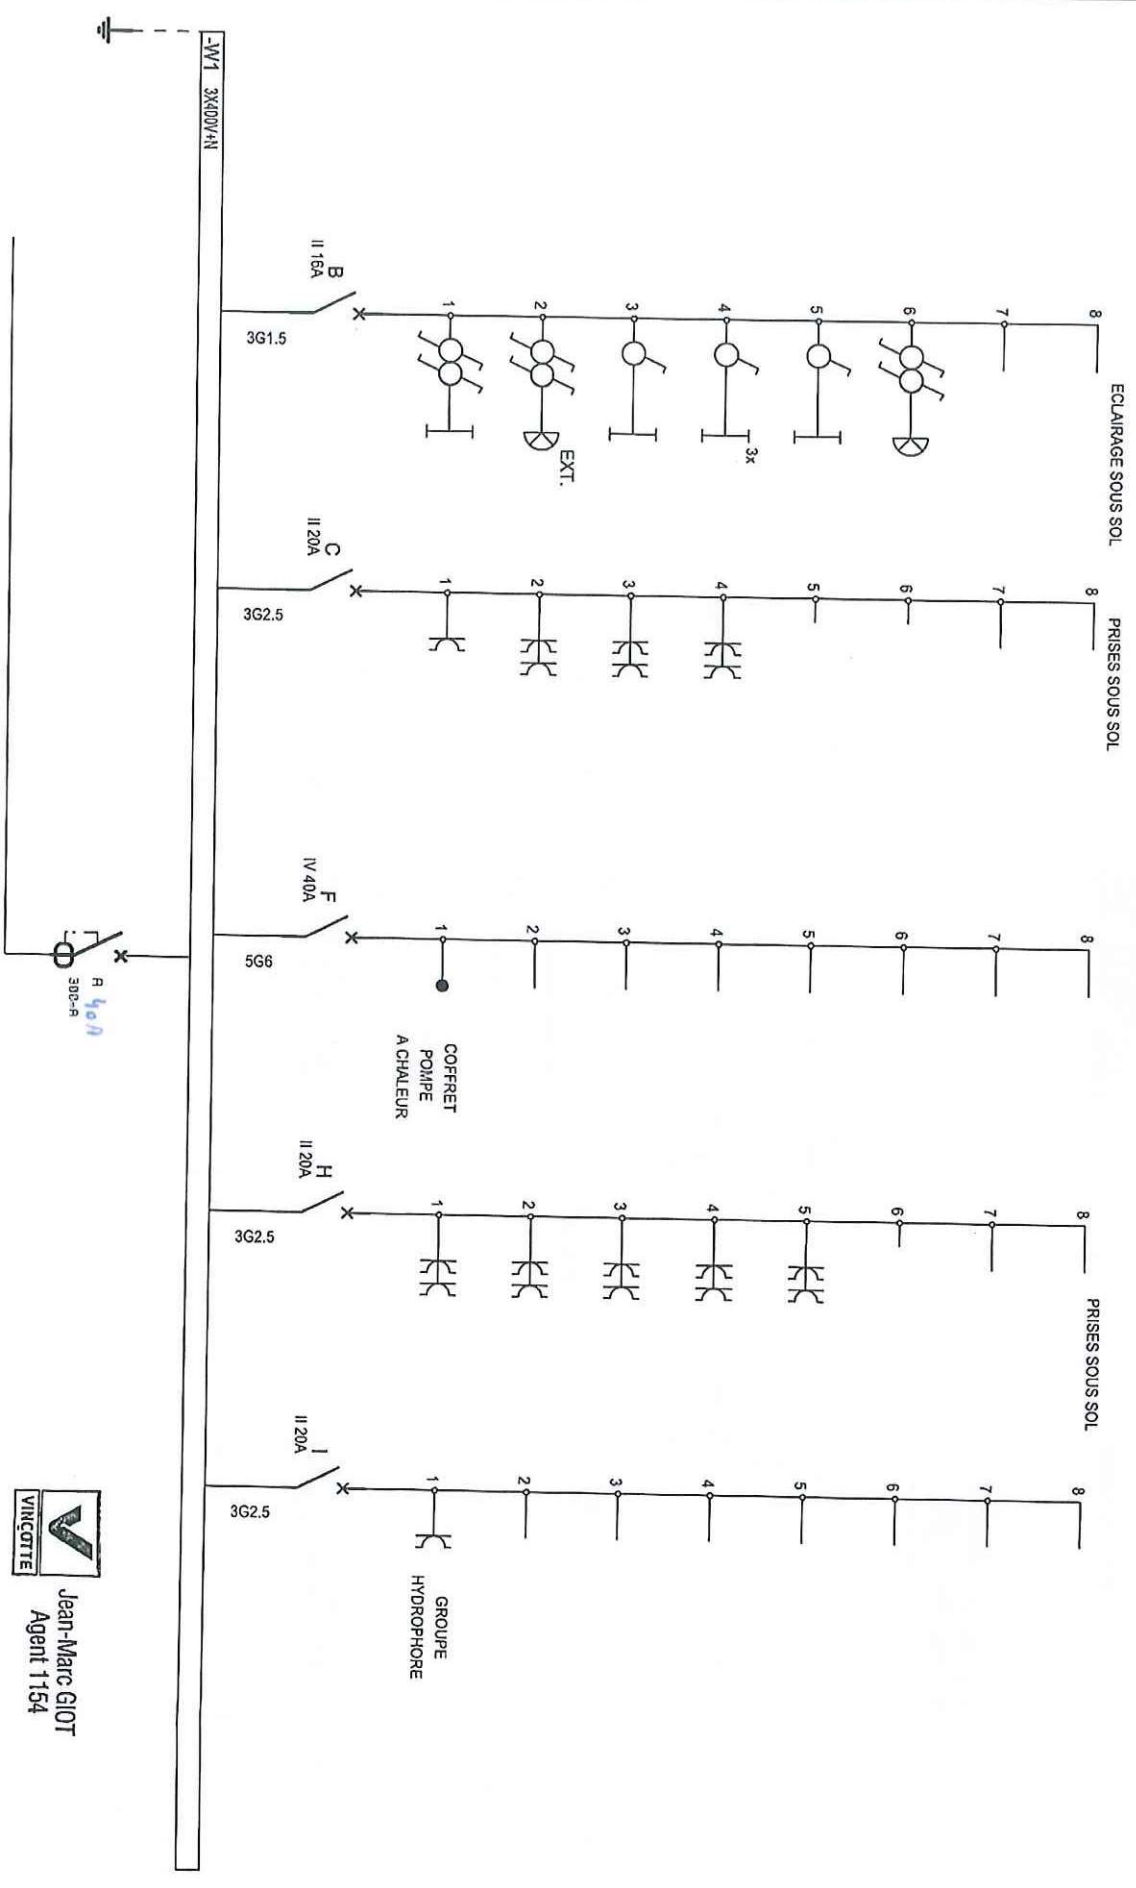 -W1 3X400V+N
B
II 16A
3G1.5
1
2
3
4
5
6
7
8
EXT.
3x
ECLAIRAGE SOUS SOL
C
II 20A
3G2.5
1
2
3
4
5
6
7
8
PRISES SOUS SOL
F
IV 40A
5G6
1
2
3
4
5
6
7
8
COFFRET
POMPE
A CHALEUR
H
II 20A
3G2.5
1
2
3
4
5
6
7
8
PRISES SOUS SOL
I
II 20A
3G2.5
1
2
3
4
5
6
7
8
GROUPE
HYDROPHORE
A 40A
VINCOTTE
Jean-Marc GIOT
Agent 1154